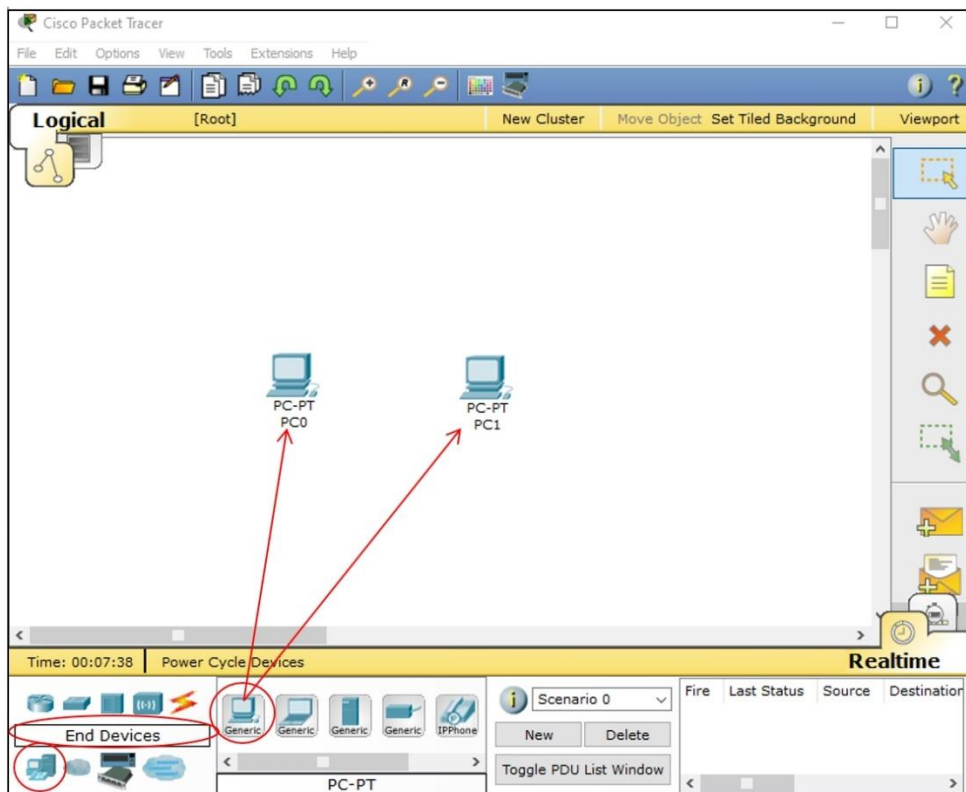 Cisco Packet Tracer
File Edit Options View Tools Extensions Help
Logical [Root] New Cluster Move Object Set Tiled Background Viewport
PC-PT
PC0
PC-PT
PC1
Time: 00:07:38 Power Cycle Devices Realtime
End Devices
Generic Generic Generic Generic IPPhone
PC-PT
Scenario 0
New Delete
Toggle PDU List Window
Fire Last Status Source Destination